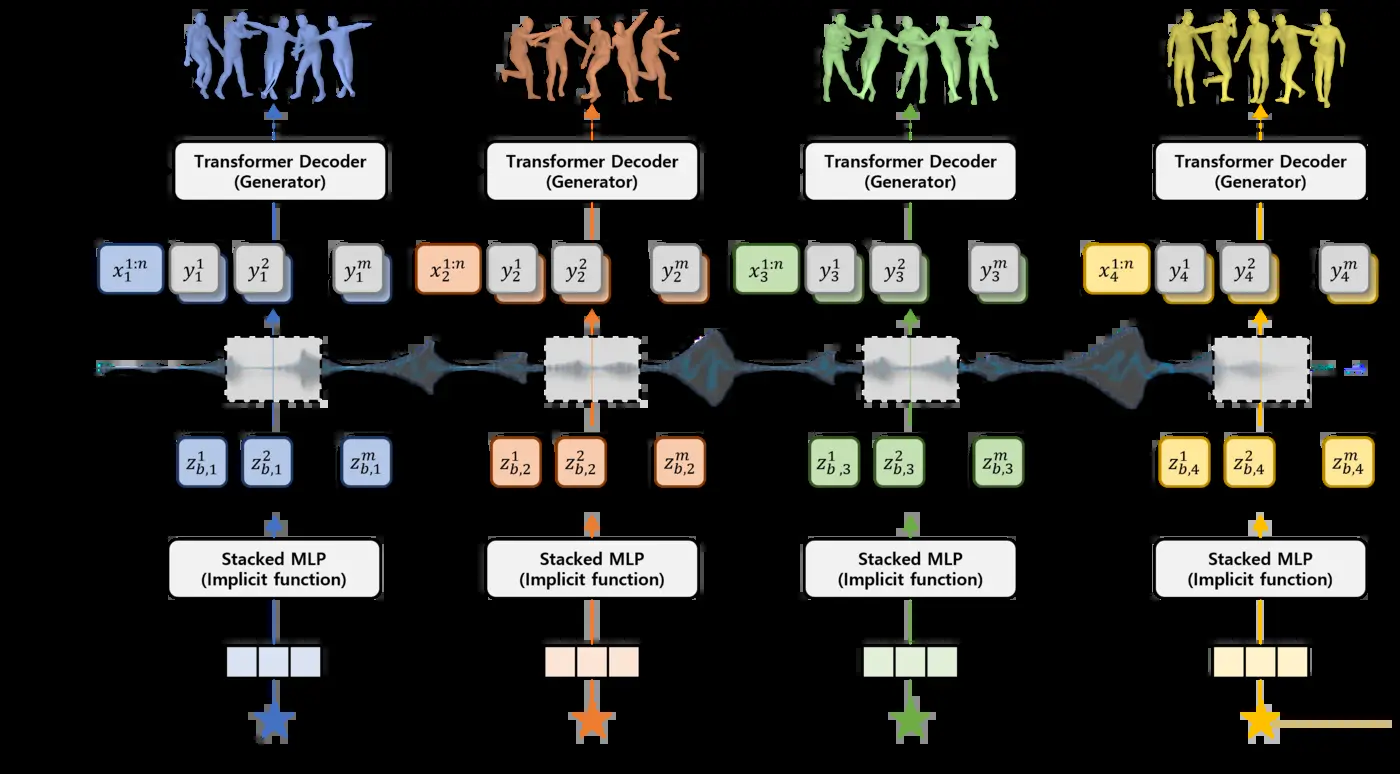 Transformer Decoder
(Generator)
Transformer Decoder
(Generator)
Transformer Decoder
(Generator)
Transformer Decoder
(Generator)
x_1^{1:n} y_1^1 y_1^2 y_1^m x_2^{1:n} y_2^1 y_2^2 y_2^m x_3^{1:n} y_3^1 y_3^2 y_3^m x_4^{1:n} y_4^1 y_4^2 y_4^m
z_{b,1}^1 z_{b,1}^2 z_{b,1}^m z_{b,2}^1 z_{b,2}^2 z_{b,2}^m z_{b,3}^1 z_{b,3}^2 z_{b,3}^m z_{b,4}^1 z_{b,4}^2 z_{b,4}^m
Stacked MLP
(Implicit function)
Stacked MLP
(Implicit function)
Stacked MLP
(Implicit function)
Stacked MLP
(Implicit function)